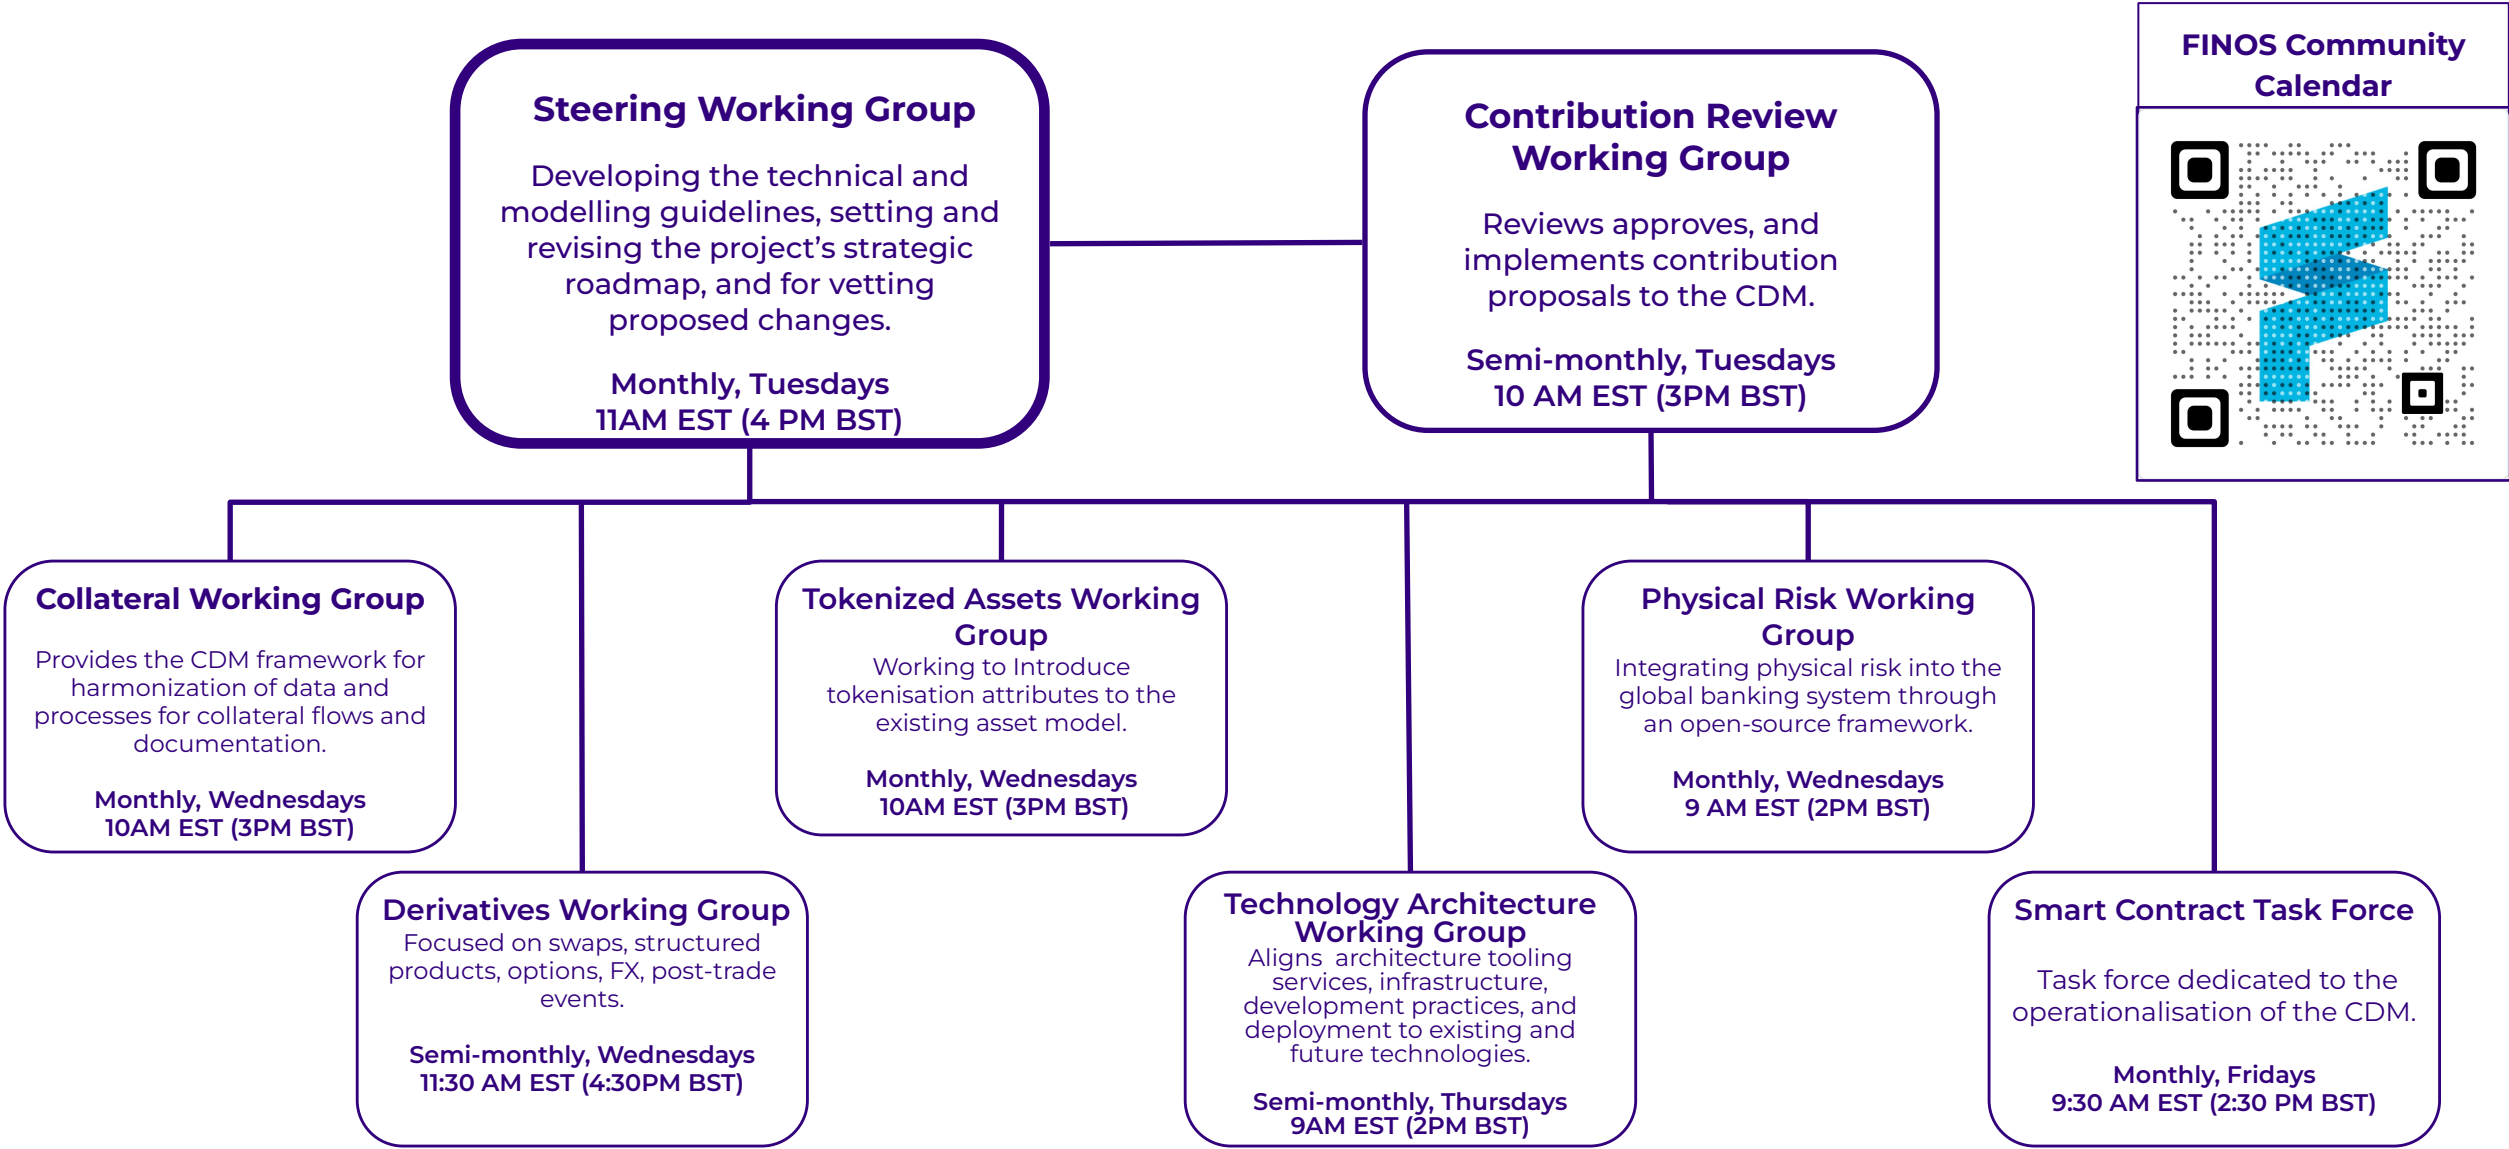 Steering Working Group
Developing the technical and
modelling guidelines, setting and
revising the project’s strategic
roadmap, and for vetting
proposed changes.
Monthly, Tuesdays
11AM EST (4 PM BST)
Contribution Review
Working Group
Reviews approves, and
implements contribution
proposals to the CDM.
Semi-monthly, Tuesdays
10 AM EST (3PM BST)
FINOS Community
Calendar
Collateral Working Group
Provides the CDM framework for
harmonization of data and
processes for collateral flows and
documentation.
Monthly, Wednesdays
10AM EST (3PM BST)
Derivatives Working Group
Focused on swaps, structured
products, options, FX, post-trade
events.
Semi-monthly, Wednesdays
11:30 AM EST (4:30PM BST)
Tokenized Assets Working
Group
Working to Introduce
tokenisation attributes to the
existing asset model.
Monthly, Wednesdays
10AM EST (3PM BST)
Technology Architecture
Working Group
Aligns architecture tooling
services, infrastructure,
development practices, and
deployment to existing and
future technologies.
Semi-monthly, Thursdays
9AM EST (2PM BST)
Physical Risk Working
Group
Integrating physical risk into the
global banking system through
an open-source framework.
Monthly, Wednesdays
9 AM EST (2PM BST)
Smart Contract Task Force
Task force dedicated to the
operationalisation of the CDM.
Monthly, Fridays
9:30 AM EST (2:30 PM BST)